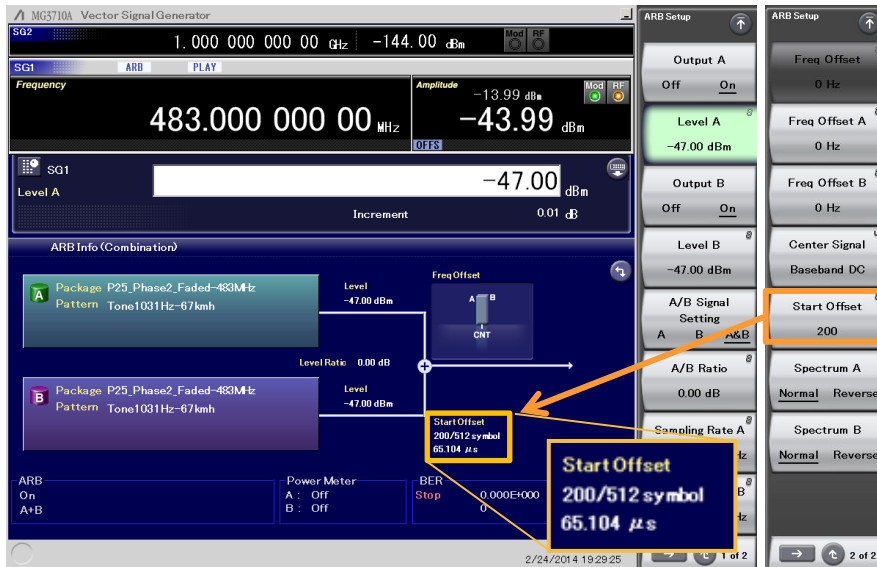 MG3710A Vector Signal Generator
SG2
1. 000 000 000 00 GHz -144. 00 dBm
Mod RF
SG1 ARB PLAY
Frequency
483.000 000 00 MHz
Amplitude
-13.99 dBm
-43.99 dBm
Mod RF
OFFS
SG1
Level A
-47.00 dBm
Increment 0.01 dB
ARB Info (Combination)
A
Package P25_Phase2_Faded-483MHz
Pattern Tone1031Hz-67kmh
Level
-47.00 dBm
Freq Offset
A B
CNT
Level Ratio 0.00 dB
B
Package P25_Phase2_Faded-483MHz
Pattern Tone1031Hz-67kmh
Level
-47.00 dBm
Start Offset
200/512 symbol
65.104 μs
Start Offset
200/512 symbol
65.104 μs
ARB
On
A+B
Power Meter
A : Off
B : Off
BER
Stop 0.000E+000
0
2/24/2014 19:29:25
ARB Setup
Output A
Off On
Level A
-47.00 dBm
Output B
Off On
Level B
-47.00 dBm
A/B Signal
Setting
A B A&B
A/B Ratio
0.00 dB
Sampling Rate A
Hz
B
Hz
1 of 2
ARB Setup
Freq Offset
0 Hz
Freq Offset A
0 Hz
Freq Offset B
0 Hz
Center Signal
Baseband DC
Start Offset
200
Spectrum A
Normal Reverse
Spectrum B
Normal Reverse
2 of 2